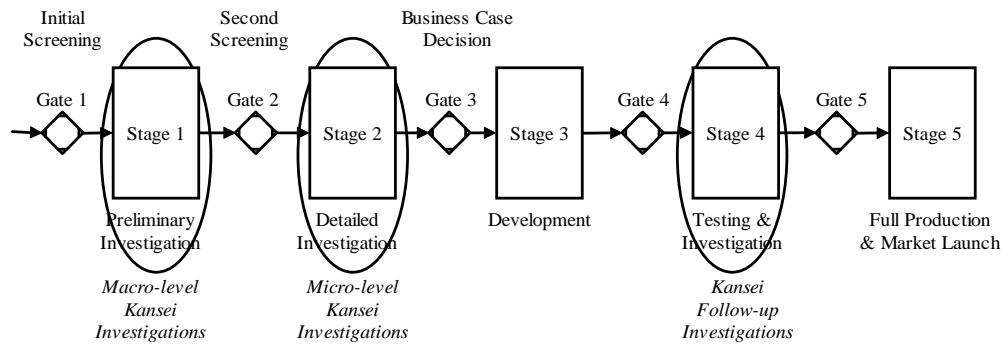 Initial
Screening
Second
Screening
Business Case
Decision
Gate 1
Stage 1
Gate 2
Stage 2
Gate 3
Stage 3
Gate 4
Stage 4
Gate 5
Stage 5
Preliminary
Investigation
Detailed
Investigation
Development
Testing &
Investigation
Full Production
& Market Launch
Macro-level
Kansei
Investigations
Micro-level
Kansei
Investigations
Kansei
Follow-up
Investigations